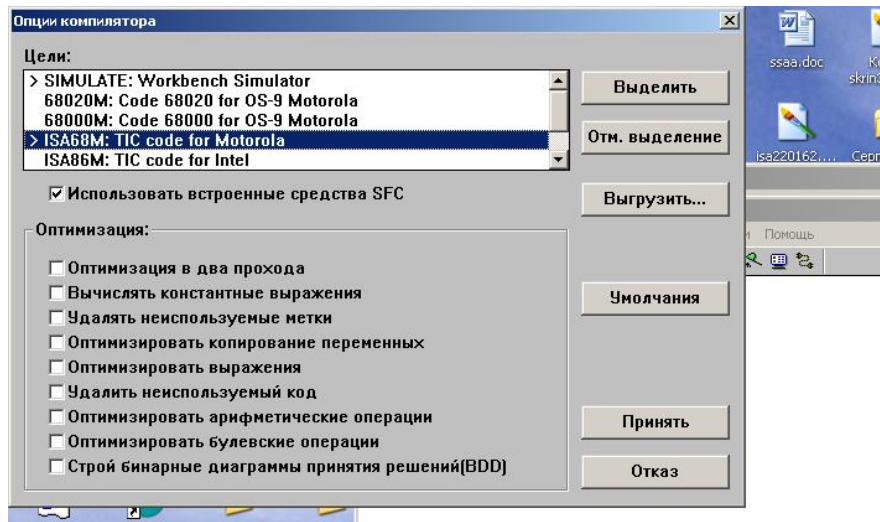 Опции компилятора
Цели:
> SIMULATE: Workbench Simulator
68020M: Code 68020 for OS-9 Motorola
68000M: Code 68000 for OS-9 Motorola
> ISA68M: TIC code for Motorola
ISA86M: TIC code for Intel
Выделить
Отм. выделение
Выгрузить...
Умолчания
Принять
Отказ
Использовать встроенные средства SFC
Оптимизация:
Оптимизация в два прохода
Вычислять константные выражения
Удалять неиспользуемые метки
Оптимизировать копирование переменных
Оптимизировать выражения
Удалить неиспользуемый код
Оптимизировать арифметические операции
Оптимизировать булевские операции
Строй бинарные диаграммы принятия решений(BDD)
ssaa.doc
isa220162....
Помощь